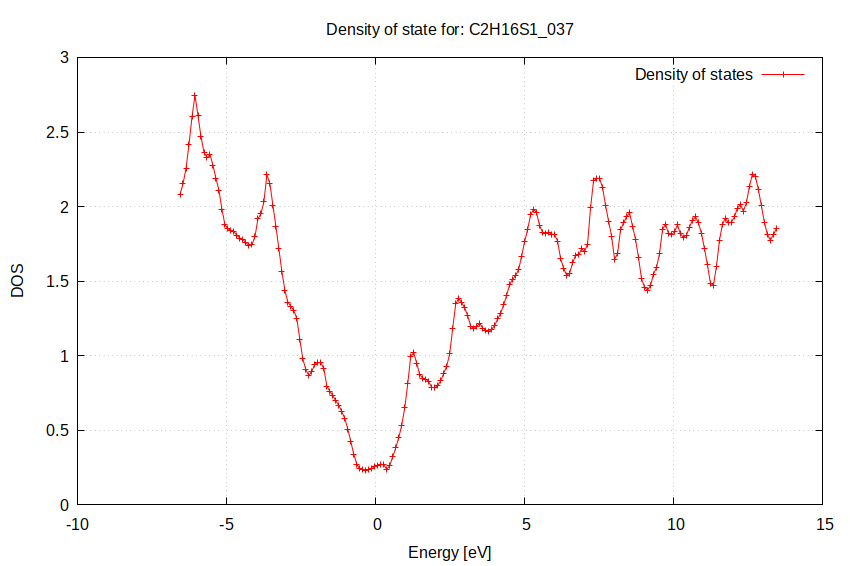 Density of state for: C2H16S1_037
Density of states
3
2.5
2
1.5
1
0.5
0
-10 -5 0 5 10 15
DOS
Energy [eV]